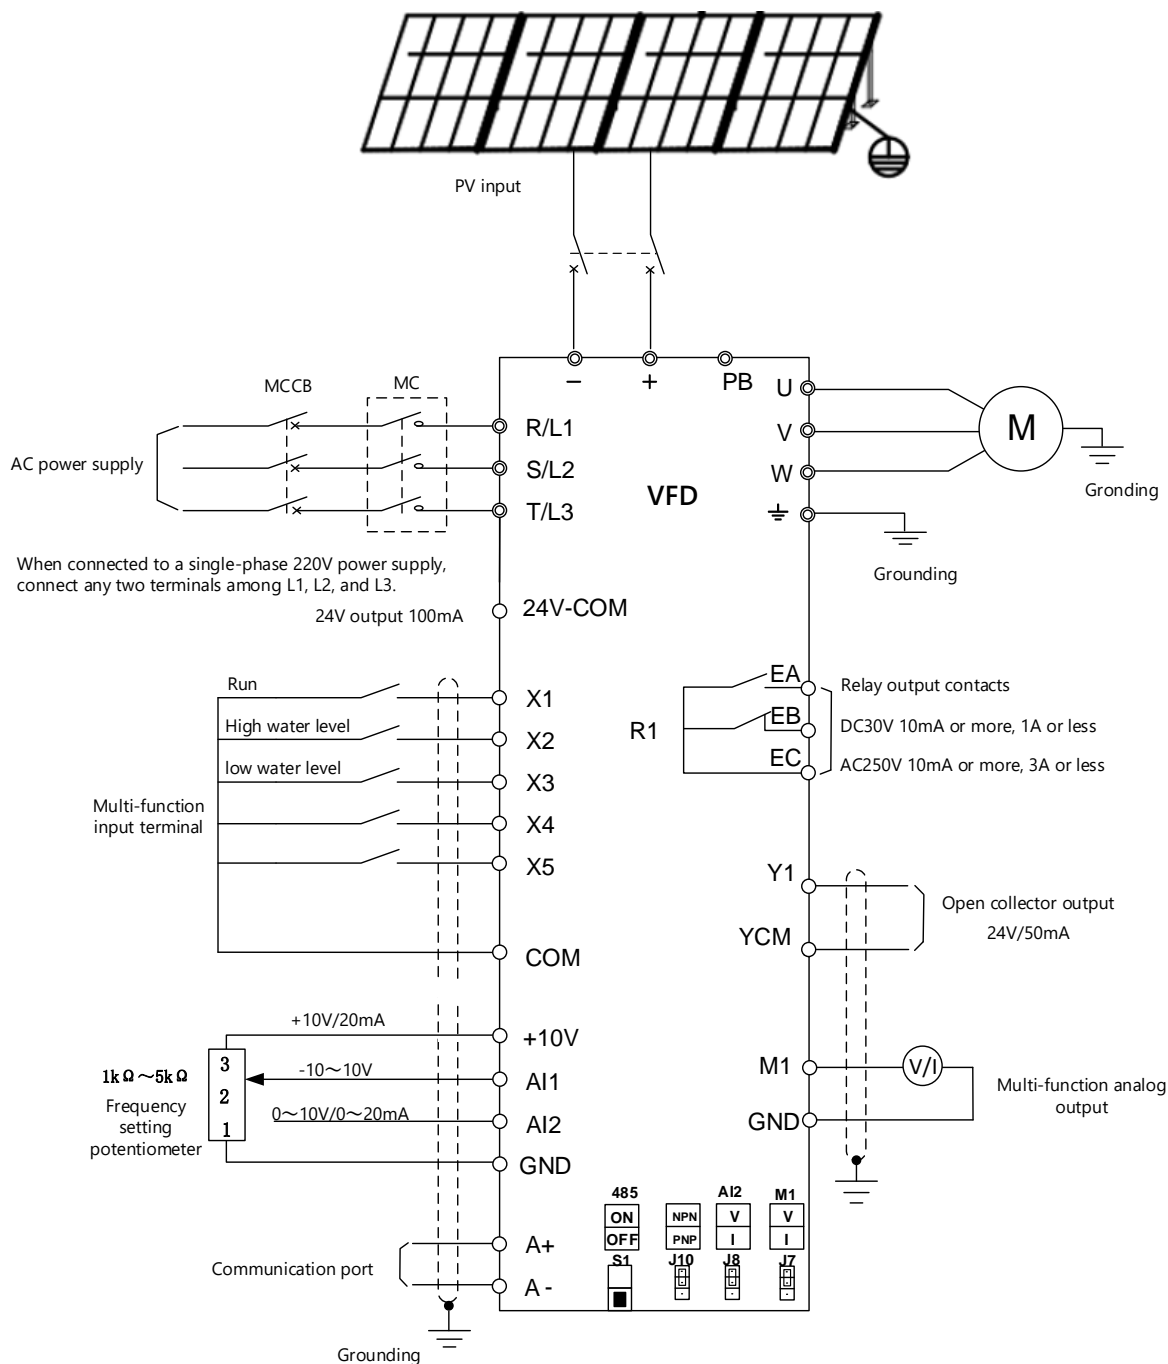 PV input
−
+
PB
MCCB
MC
U
R/L1
V
M
AC power supply
S/L2
W
VFD
T/L3
Gronding
When connected to a single-phase 220V power supply,
connect any two terminals among L1, L2, and L3.
Grounding
24V output 100mA
24V-COM
Run
X1
EA
Relay output contacts
High water level
X2
R1
EB
DC30V 10mA or more, 1A or less
low water level
X3
EC
AC250V 10mA or more, 3A or less
Multi-function
input terminal
X4
X5
Y1
Open collector output
24V/50mA
YCM
COM
+10V/20mA
+10V
1kΩ～5kΩ
Frequency
setting
potentiometer
3
2
1
-10～10V
AI1
M1
V/I
Multi-function analog
output
0～10V/0～20mA
AI2
GND
GND
485
AI2
M1
ON
NPN
V
V
OFF
PNP
I
I
S1
J10
J8
J7
A+
Communication port
A -
Grounding